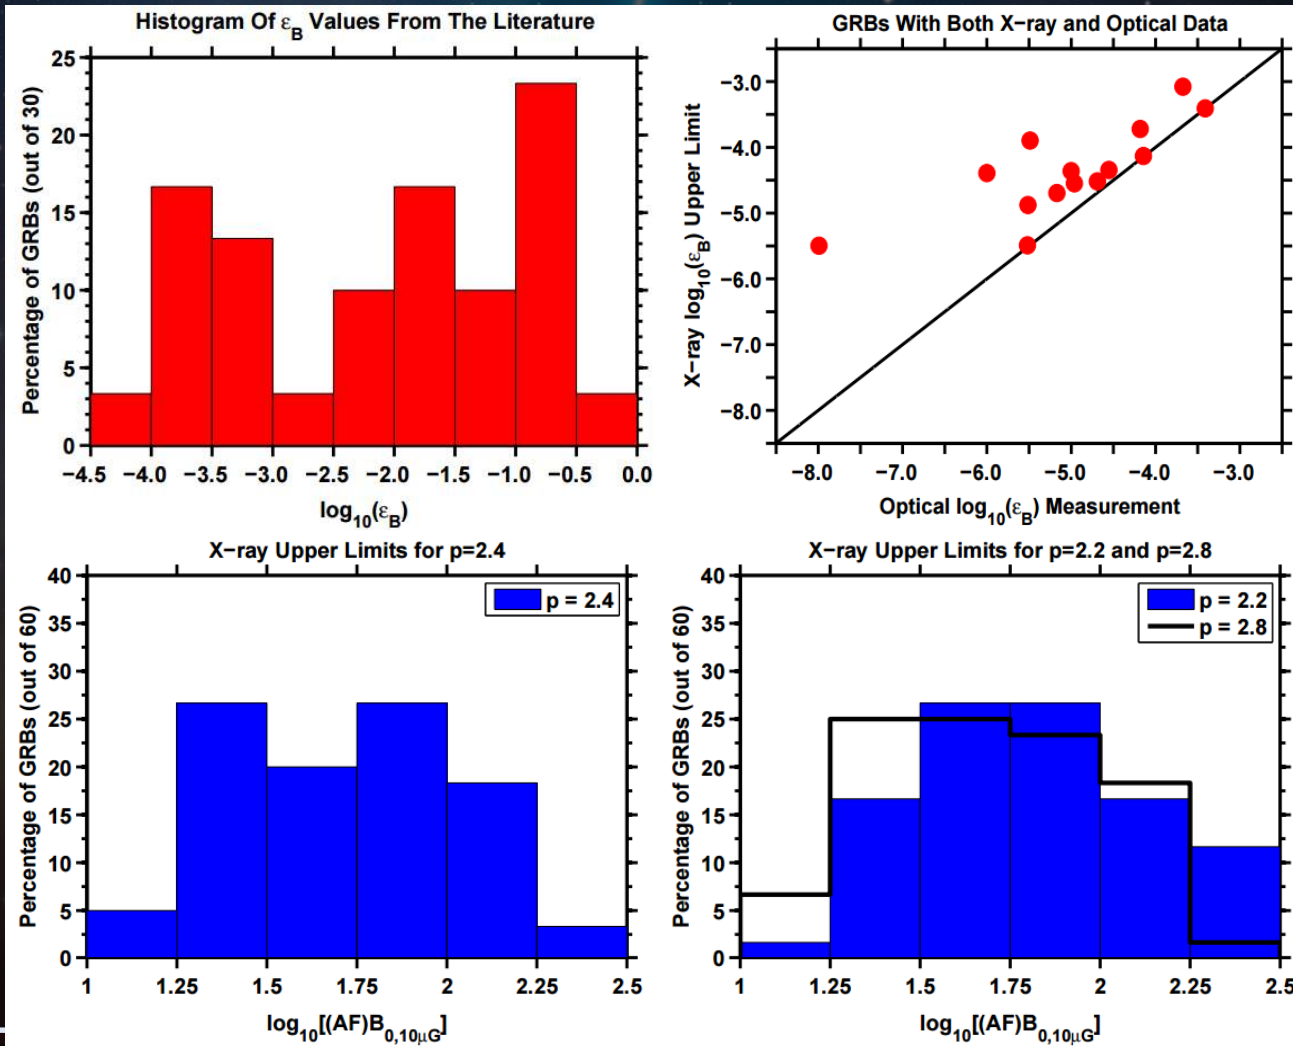 Histogram Of εB Values From The Literature
Percentage of GRBs (out of 30)
25
20
15
10
5
0
−4.5 −4.0 −3.5 −3.0 −2.5 −2.0 −1.5 −1.0 −0.5 0.0
log10(εB)
GRBs With Both X−ray and Optical Data
X−ray log10(εB) Upper Limit
−3.0
−4.0
−5.0
−6.0
−7.0
−8.0
−8.0 −7.0 −6.0 −5.0 −4.0 −3.0
Optical log10(εB) Measurement
X−ray Upper Limits for p=2.4
Percentage of GRBs (out of 60)
40
35
30
25
20
15
10
5
0
p = 2.4
1 1.25 1.5 1.75 2 2.25 2.5
log10[(AF)B0,10μG]
X−ray Upper Limits for p=2.2 and p=2.8
Percentage of GRBs (out of 60)
40
35
30
25
20
15
10
5
0
p = 2.2
p = 2.8
1 1.25 1.5 1.75 2 2.25 2.5
log10[(AF)B0,10μG]